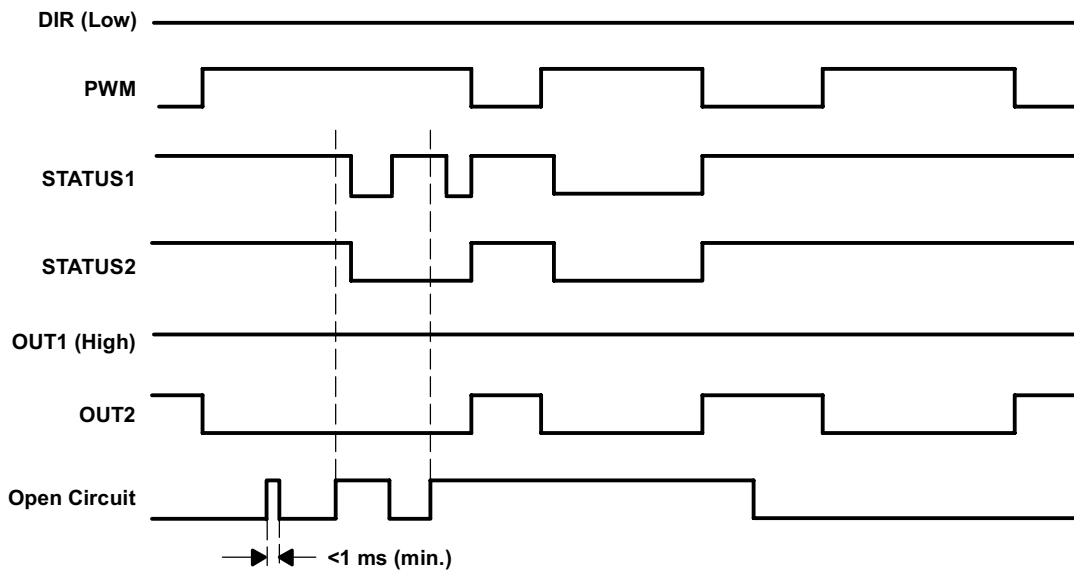 DIR (Low)
PWM
STATUS1
STATUS2
OUT1 (High)
OUT2
Open Circuit
<1 ms (min.)